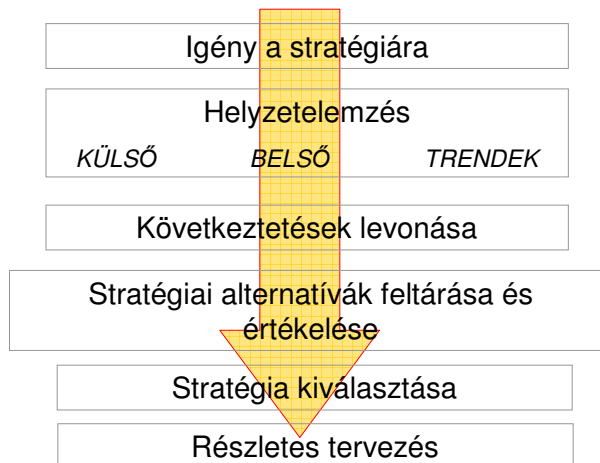 Igény a stratégiára
Helyzetelemzés
KÜLSŐ BELSŐ TRENDEK
Következtetések levonása
Stratégiai alternatívák feltárása és
értékelése
Stratégia kiválasztása
Részletes tervezés